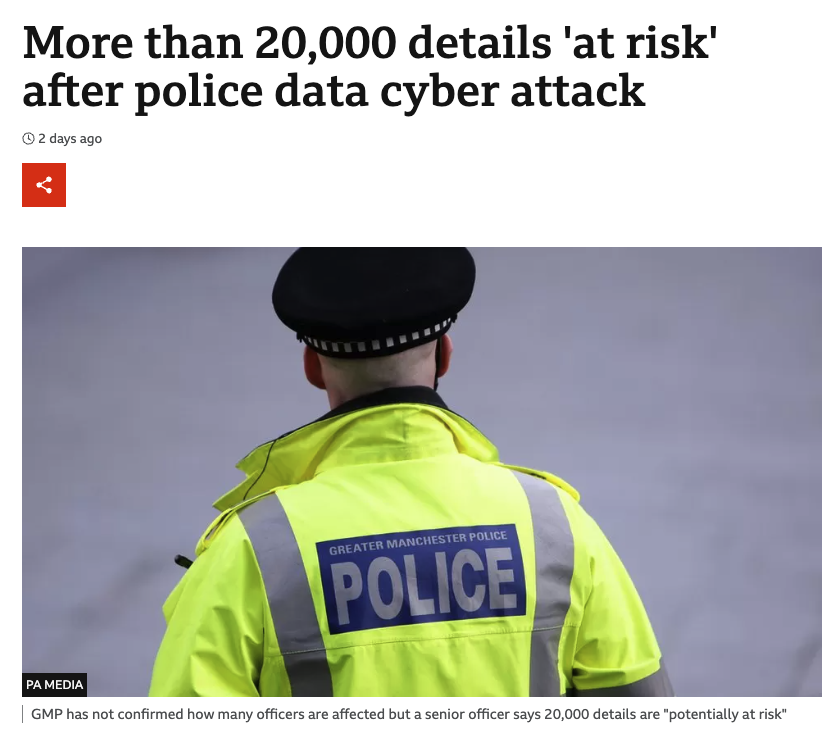 More than 20,000 details 'at risk'
after police data cyber attack
2 days ago
GREATER MANCHESTER POLICE
POLICE
PA MEDIA
GMP has not confirmed how many officers are affected but a senior officer says 20,000 details are "potentially at risk"